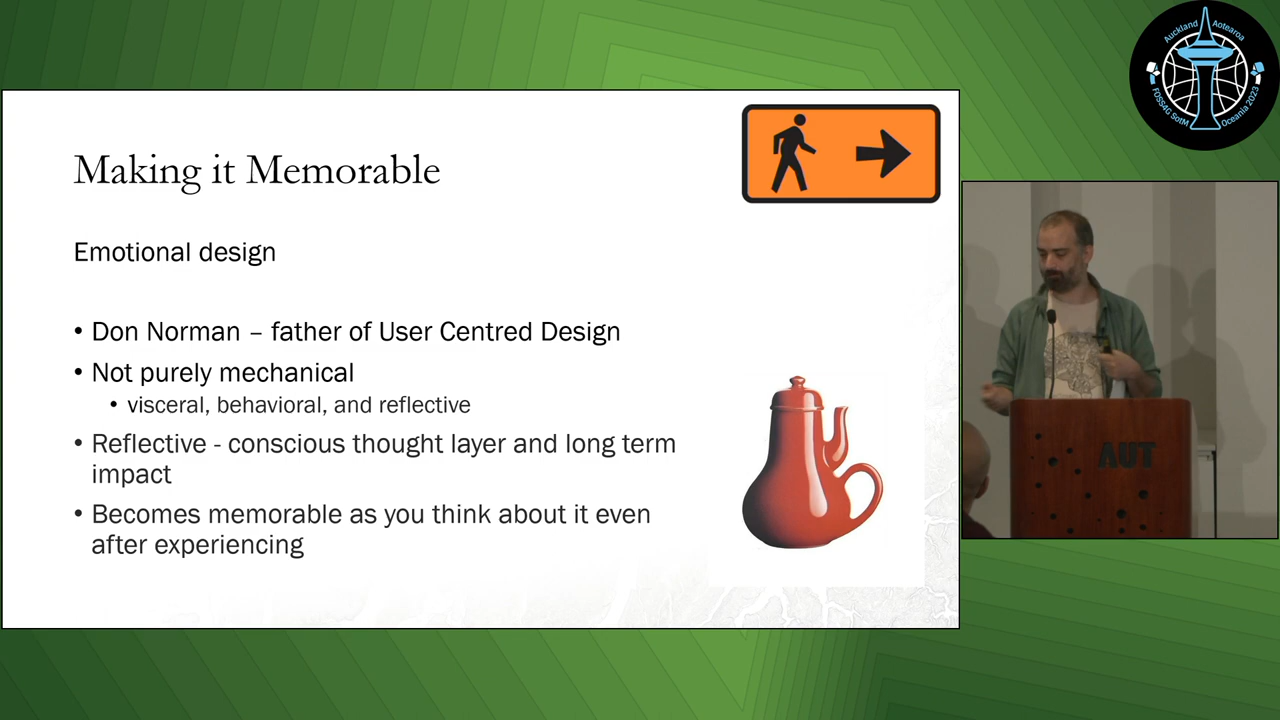 Making it Memorable
Emotional design
• Don Norman – father of User Centred Design
• Not purely mechanical
• visceral, behavioral, and reflective
• Reflective - conscious thought layer and long term
impact
• Becomes memorable as you think about it even
after experiencing
Auckland Aotearoa
FOSS4G SotM Oceania 2023
AUT